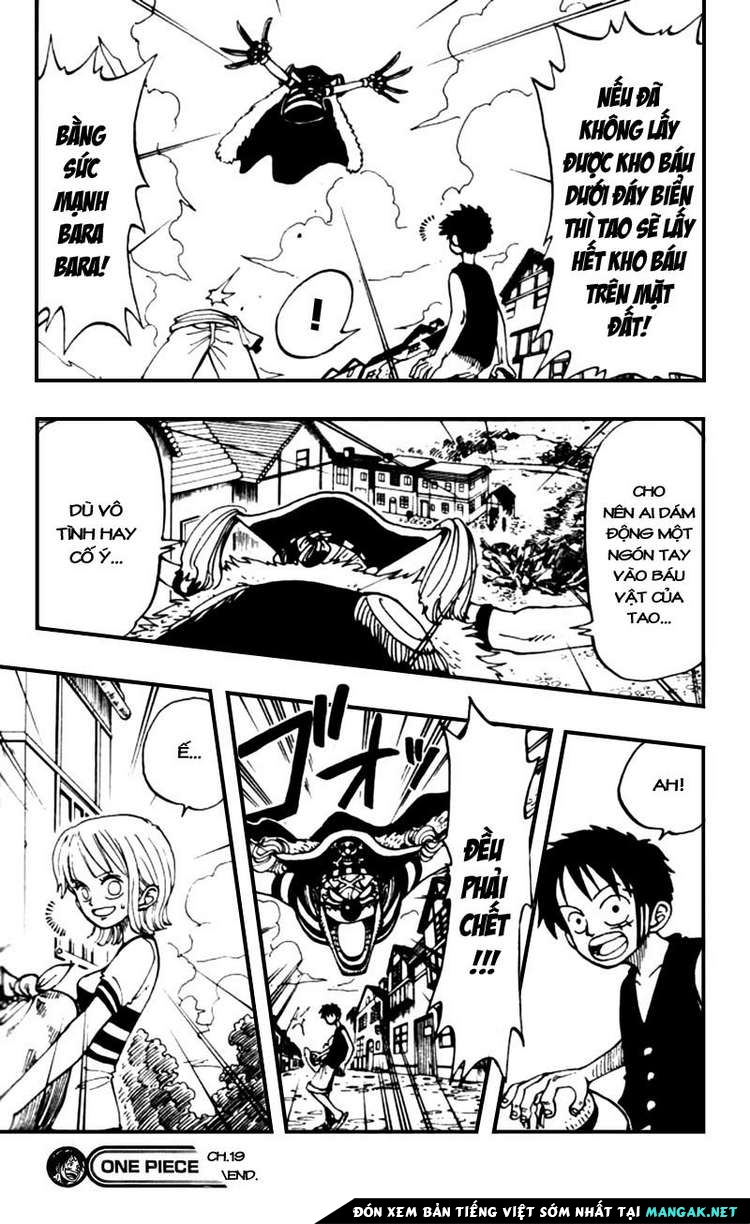 NẾU ĐÃ
KHÔNG LẤY
ĐƯỢC KHO BÁU
DƯỚI ĐÁY BIỂN
THÌ TAO SẼ LẤY
HẾT KHO BÁU
TRÊN MẶT
ĐẤT!
BẰNG
SỨC
MẠNH
BARA
BARA!
!
CHO
NÊN AI DÁM
ĐỘNG MỘT
NGÓN TAY
VÀO BÁU
VẬT CỦA
TAO...
DÙ VÔ
TÌNH HAY
CỐ Ý...
AH!
ĐỀU
PHẢI
CHẾT
!!!
ゴオッ
Ế...
ONE PIECE
CH.19
\END.
ĐÓN XEM BẢN TIẾNG VIỆT SỚM NHẤT TẠI MANGAK.NET